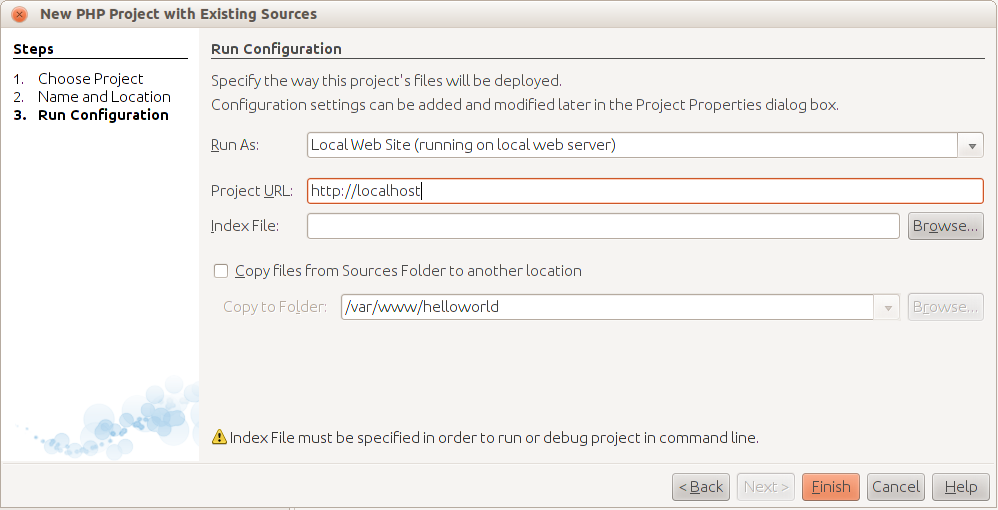 New PHP Project with Existing Sources
Steps
1. Choose Project
2. Name and Location
3. Run Configuration
Run Configuration
Specify the way this project's files will be deployed.
Configuration settings can be added and modified later in the Project Properties dialog box.
Run As: Local Web Site (running on local web server)
Project URL: http://localhost
Index File: Browse...
Copy files from Sources Folder to another location
Copy to Folder: /var/www/helloworld Browse...
Index File must be specified in order to run or debug project in command line.
< Back Next > Finish Cancel Help